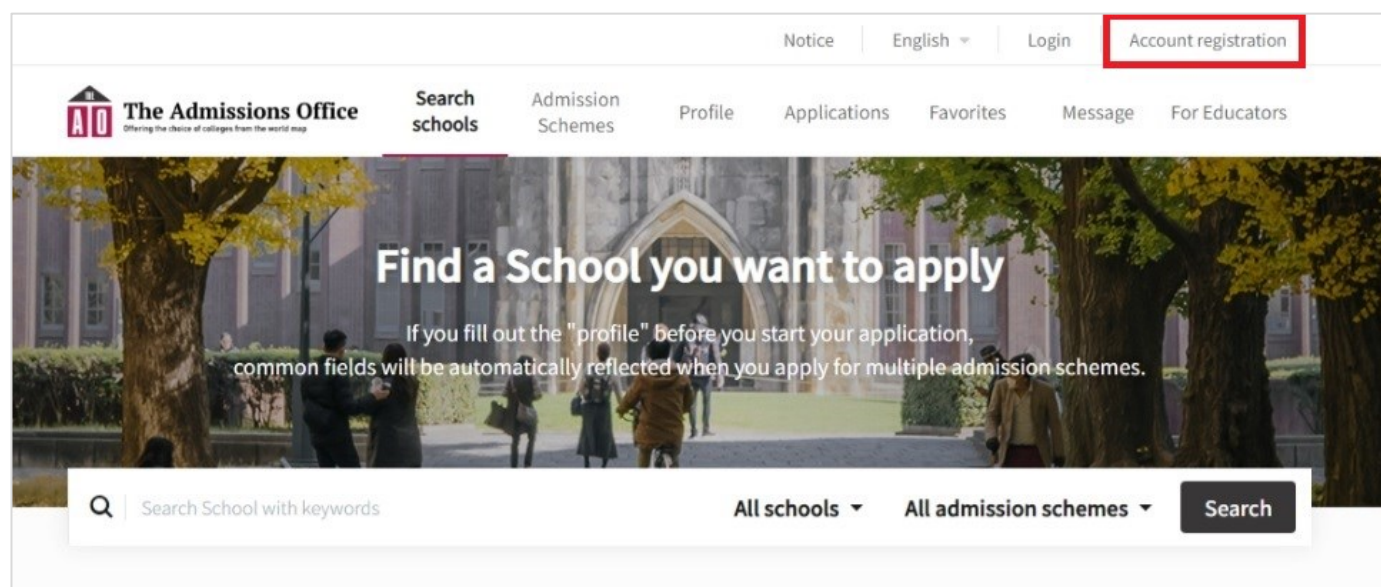 Notice English Login Account registration
THE
AO
The Admissions Office
Offering the choice of colleges from the world map
Search schools
Admission Schemes
Profile
Applications
Favorites
Message
For Educators
Find a School you want to apply
If you fill out the "profile" before you start your application,
common fields will be automatically reflected when you apply for multiple admission schemes.
Search School with keywords
All schools
All admission schemes
Search